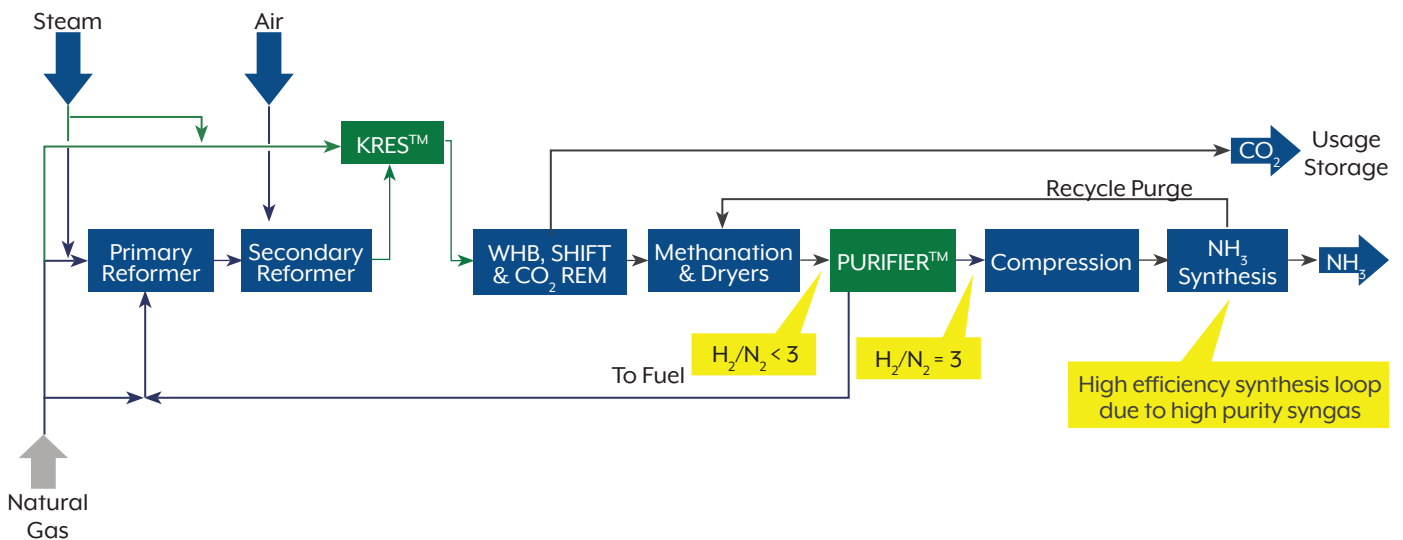 Steam
Air
KRES™
CO₂
Usage
Storage
Recycle Purge
Primary
Reformer
Secondary
Reformer
WHB, SHIFT
& CO₂ REM
Methanation
& Dryers
PURIFIER™
Compression
NH₃
Synthesis
NH₃
H₂/N₂ < 3
H₂/N₂ = 3
To Fuel
High efficiency synthesis loop
due to high purity syngas
Natural
Gas